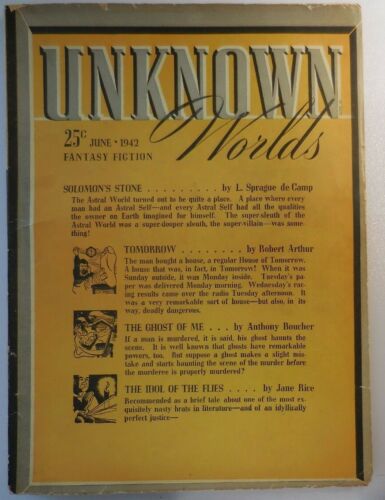 UNKNOWN
Worlds
25¢ JUNE · 1942
FANTASY FICTION
SOLOMON'S STONE . . . . . . . . . by L. Sprague de Camp
The Astral World turned out to be quite a place. A place where every
man had an Astral Self—and every Astral Self had all the qualities
the owner on Earth imagined for himself. The super-sleuth of the
Astral World was a super-dooper sleuth, the super-villain—was some-
thing!
TOMORROW . . . . . . . . by Robert Arthur
The man bought a house, a regular House of Tomorrow.
A house that was, in fact, in Tomorrow! When it was
Sunday outside, it was Monday inside. Tuesday's pa-
per was delivered Monday morning. Wednesday's rac-
ing results came over the radio Tuesday afternoon. It
was a very remarkable sort of house—but also, in its
way, deadly dangerous.
THE GHOST OF ME . . . by Anthony Boucher
If a man is murdered, it is said, his ghost haunts the
scene. It is well known that ghosts have remarkable
powers, too. But suppose a ghost makes a slight mis-
take and starts haunting the scene of the murder before
the murderee is properly murdered?
THE IDOL OF THE FLIES . . . . by Jane Rice
Recommended as a brief tale about one of the most ex-
quisitely nasty brats in literature—and of an idyllically
perfect justice—